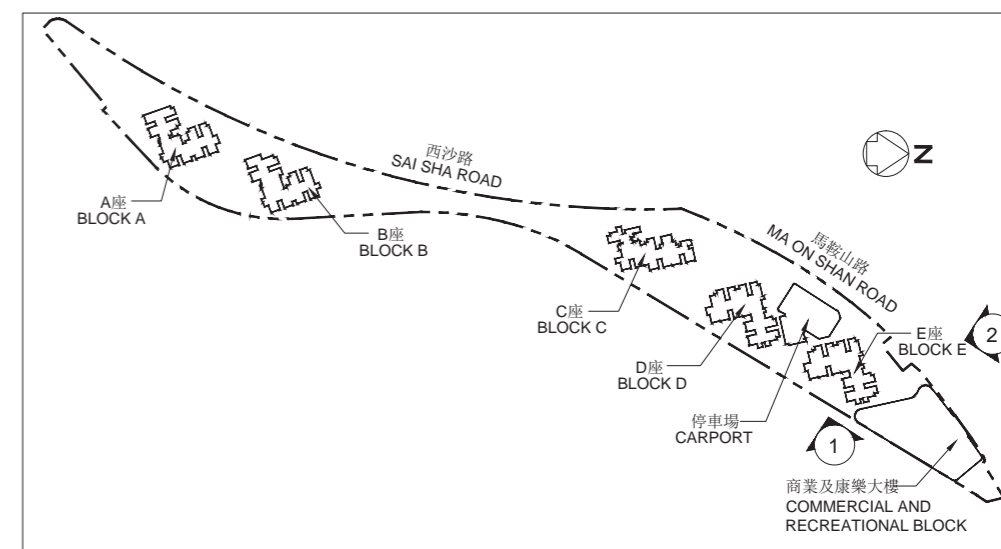 西沙路
SAI SHA ROAD
N
A座
BLOCK A
B座
BLOCK B
馬鞍山路
MA ON SHAN ROAD
C座
BLOCK C
E座
BLOCK E
2
D座
BLOCK D
停車場
CARPORT
1
商業及康樂大樓
COMMERCIAL AND
RECREATIONAL BLOCK